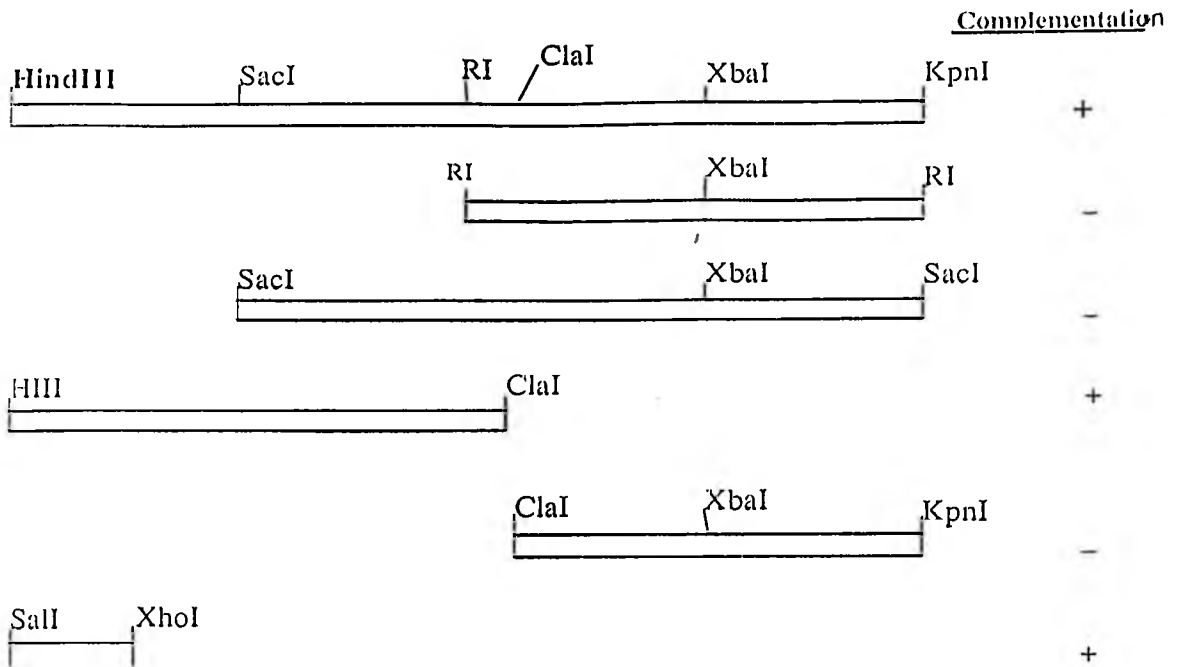 Complementation
HindIII SacI RI ClaI XbaI KpnI
+
RI XbaI RI
-
SacI XbaI SacI
-
HIII ClaI
+
ClaI XbaI KpnI
-
SalI XhoI
+